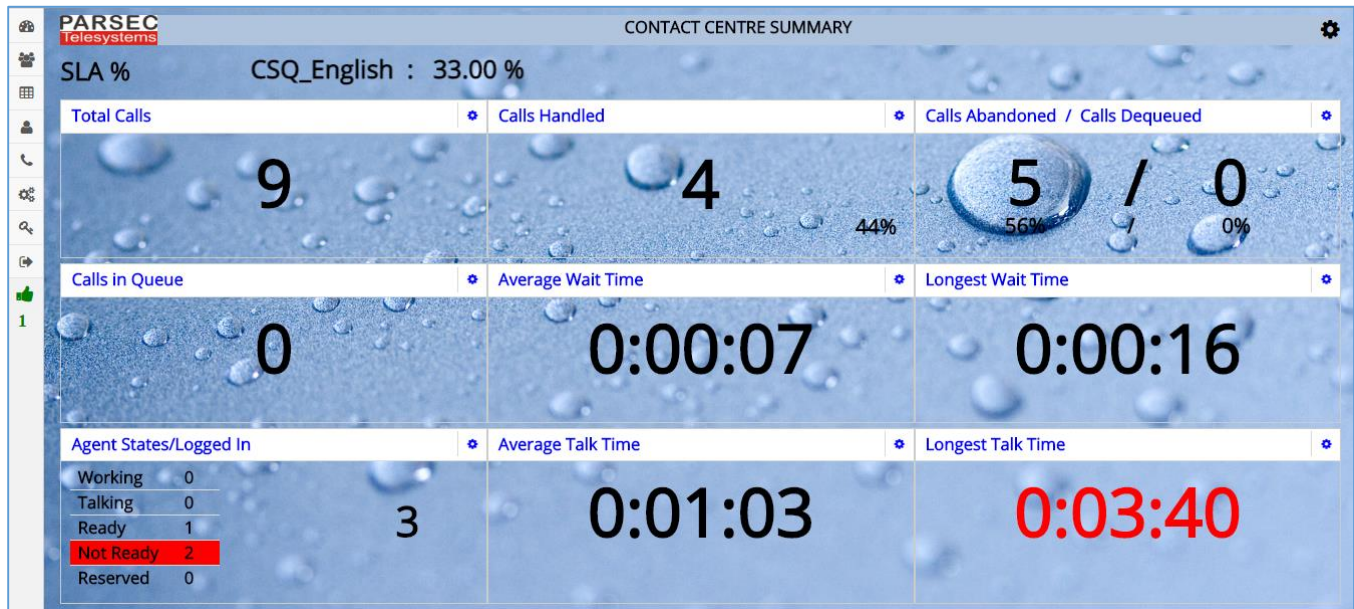 PARSEC
Telesystems
CONTACT CENTRE SUMMARY
SLA % CSQ_English : 33.00 %
Total Calls
9
Calls Handled
4
44%
Calls Abandoned / Calls Dequeued
5 / 0
56% / 0%
Calls in Queue
0
Average Wait Time
0:00:07
Longest Wait Time
0:00:16
Agent States/Logged In
Working 0
Talking 0
Ready 1
Not Ready 2
Reserved 0
3
Average Talk Time
0:01:03
Longest Talk Time
0:03:40
1